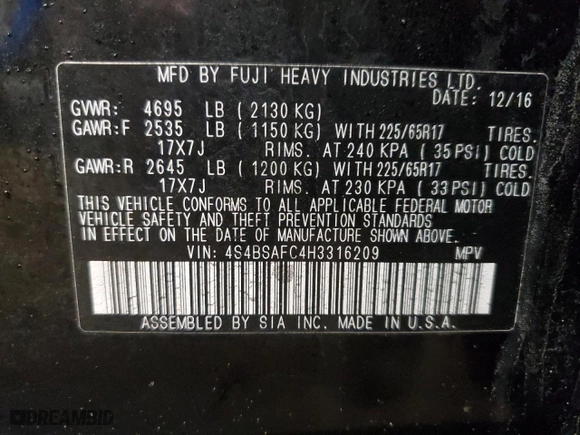 MFD BY FUJI HEAVY INDUSTRIES LTD.
DATE: 12/16
GVWR: 4695 LB ( 2130 KG)
GAWR:F 2535 LB ( 1150 KG) WITH 225/65R17 TIRES.
17X7J RIMS. AT 240 KPA ( 35 PSI) COLD
GAWR:R 2645 LB ( 1200 KG) WITH 225/65R17 TIRES.
17X7J RIMS. AT 230 KPA ( 33 PSI) COLD
THIS VEHICLE CONFORMS TO ALL APPLICABLE FEDERAL MOTOR
VEHICLE SAFETY AND THEFT PREVENTION STANDARDS
IN EFFECT ON THE DATE OF MANUFACTURE SHOWN ABOVE.
VIN: 4S4BSAFC4H3316209 MPV
ASSEMBLED BY SIA INC. MADE IN U.S.A.
DREAMBID